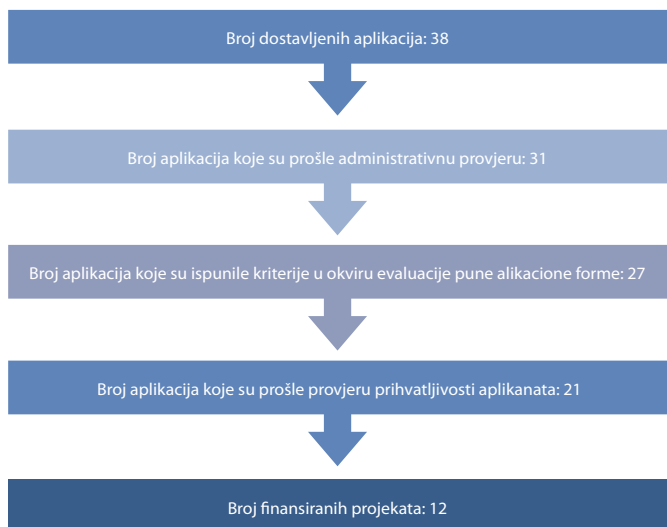 Broj dostavljenih aplikacija: 38
Broj aplikacija koje su prošle administrativnu provjeru: 31
Broj aplikacija koje su ispunile kriterije u okviru evaluacije pune alikacione forme: 27
Broj aplikacija koje su prošle provjeru prihvatljivosti aplikanata: 21
Broj finansiranih projekata: 12